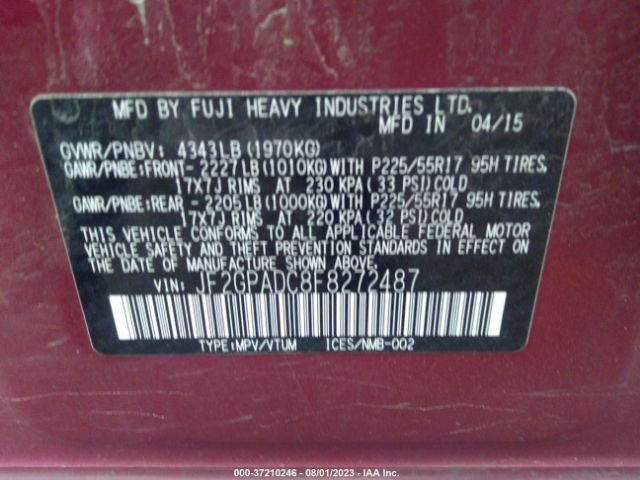 MFD BY FUJI HEAVY INDUSTRIES LTD.
MFD IN 04/15
GVWR/PNBV: 4343LB (1970KG)
GAWR/PNBE:FRONT- 2227LB(1010KG)WITH P225/55R17 95H TIRES,
17X7J RIMS AT 230 KPA(33 PSI)COLD
GAWR/PNBE:REAR - 2205LB(1000KG)WITH P225/55R17 95H TIRES,
17X7J RIMS AT 220 KPA(32 PSI)COLD
THIS VEHICLE CONFORMS TO ALL APPLICABLE FEDERAL MOTOR
VEHICLE SAFETY AND THEFT PREVENTION STANDARDS IN EFFECT ON
THE DATE OF MANUFACTURE SHOWN ABOVE.
VIN: JF2GPADC8F8272487
TYPE:MPV/VTUM ICES/NMB-002
000-37210246 - 08/01/2023 - IAA Inc.